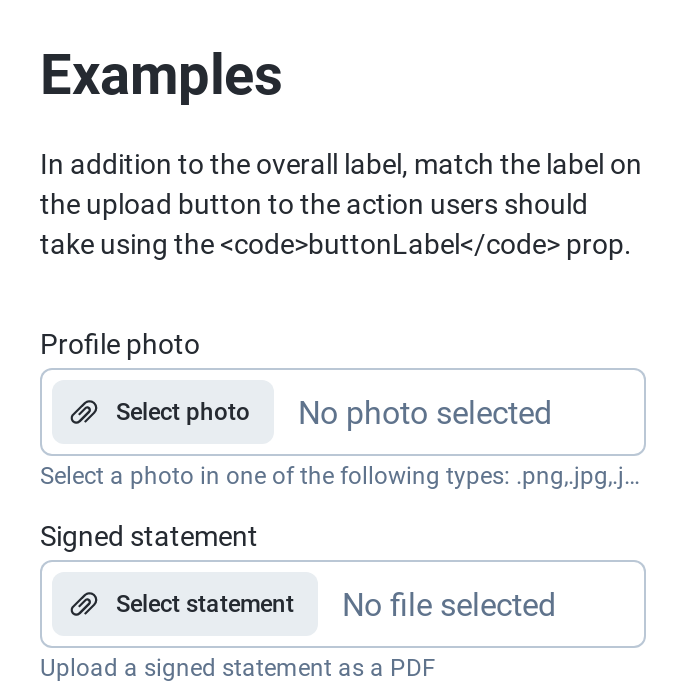 Examples
In addition to the overall label, match the label on
the upload button to the action users should
take using the <code>buttonLabel</code> prop.
Profile photo
Select photo No photo selected
Select a photo in one of the following types: .png,.jpg,.j…
Signed statement
Select statement No file selected
Upload a signed statement as a PDF